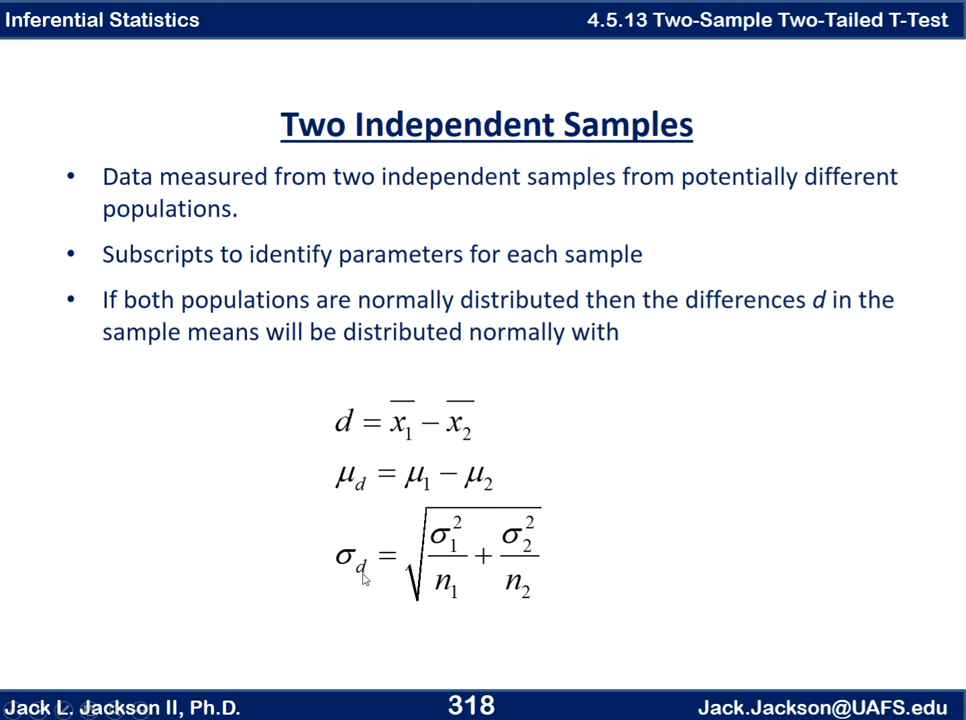 Inferential Statistics
4.5.13 Two-Sample Two-Tailed T-Test
Two Independent Samples
• Data measured from two independent samples from potentially different
populations.
• Subscripts to identify parameters for each sample
• If both populations are normally distributed then the differences d in the
sample means will be distributed normally with
d = x̄₁ − x̄₂
μ_d = μ₁ − μ₂
σ_d = √(σ₁²/n₁ + σ₂²/n₂)
Jack L. Jackson II, Ph.D.
318
Jack.Jackson@UAFS.edu